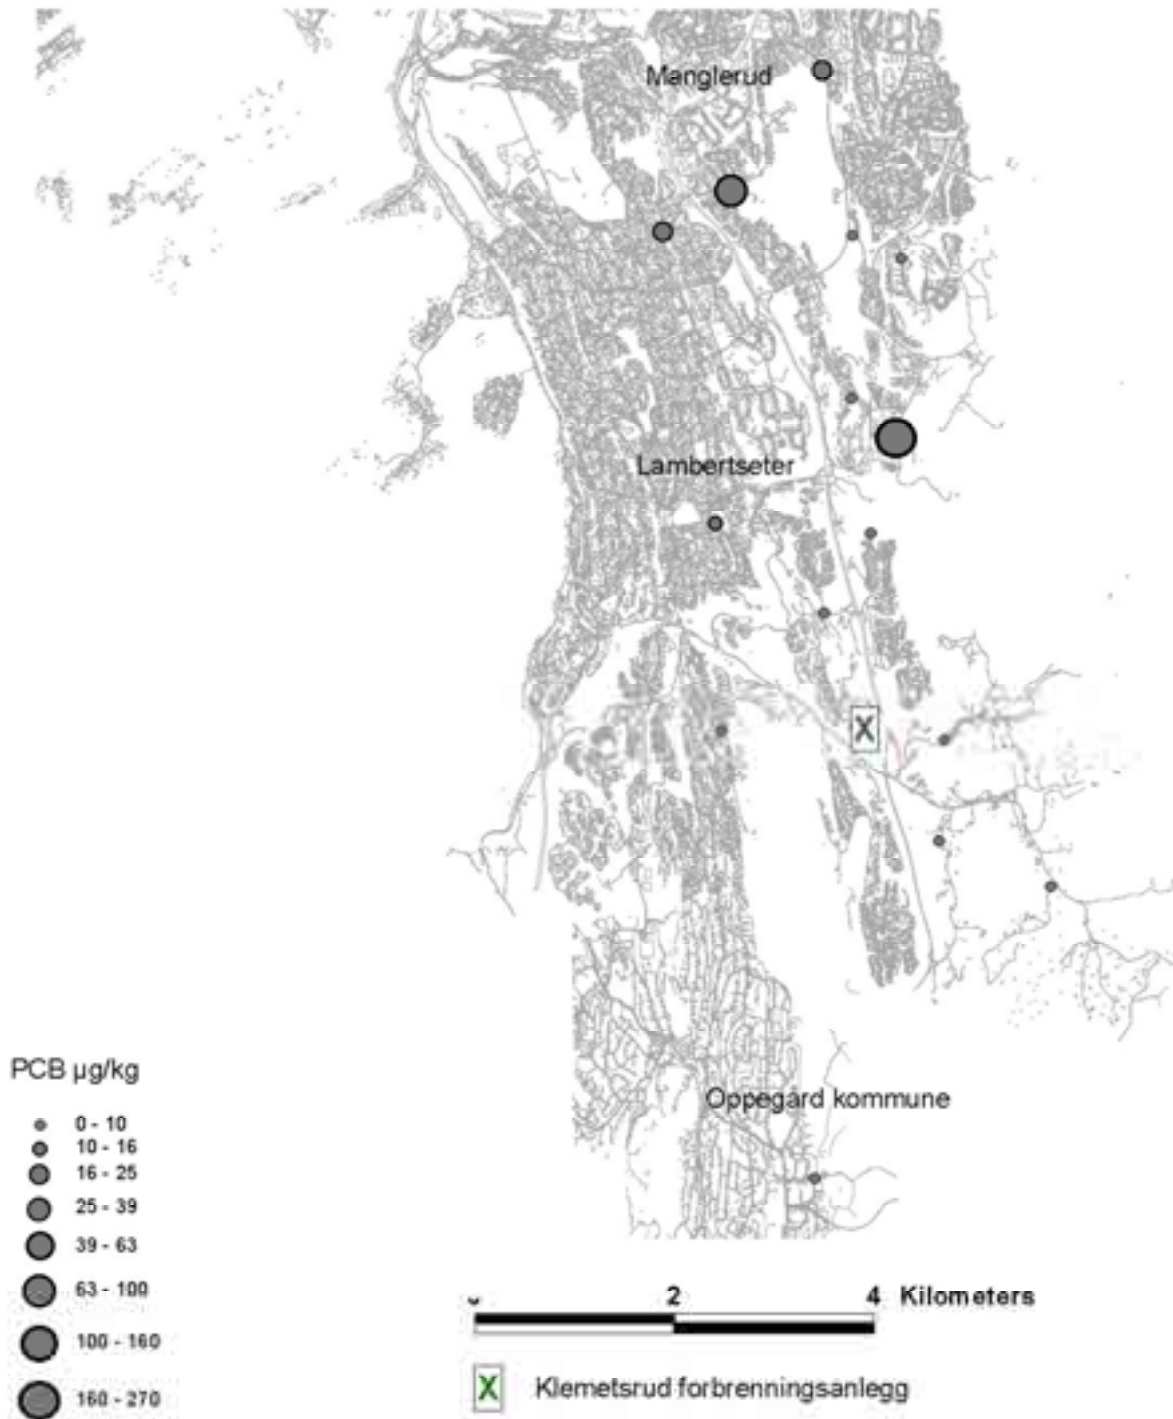 Manglerud
Lambertseter
X
Oppegård kommune
PCB µg/kg
0 - 10
10 - 16
16 - 25
25 - 39
39 - 63
63 - 100
100 - 160
160 - 270
2 4 Kilometers
X Klemetsrud forbrenningsanlegg